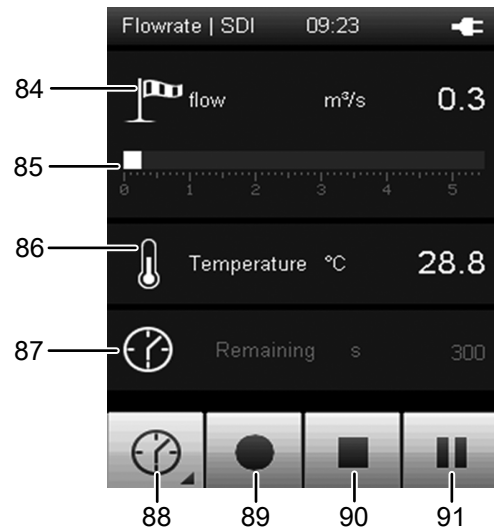 Flowrate | SDI 09:23
84 flow m³/s 0.3
85
0 1 2 3 4 5
86 Temperature °C 28.8
87 Remaining s 300
88 89 90 91